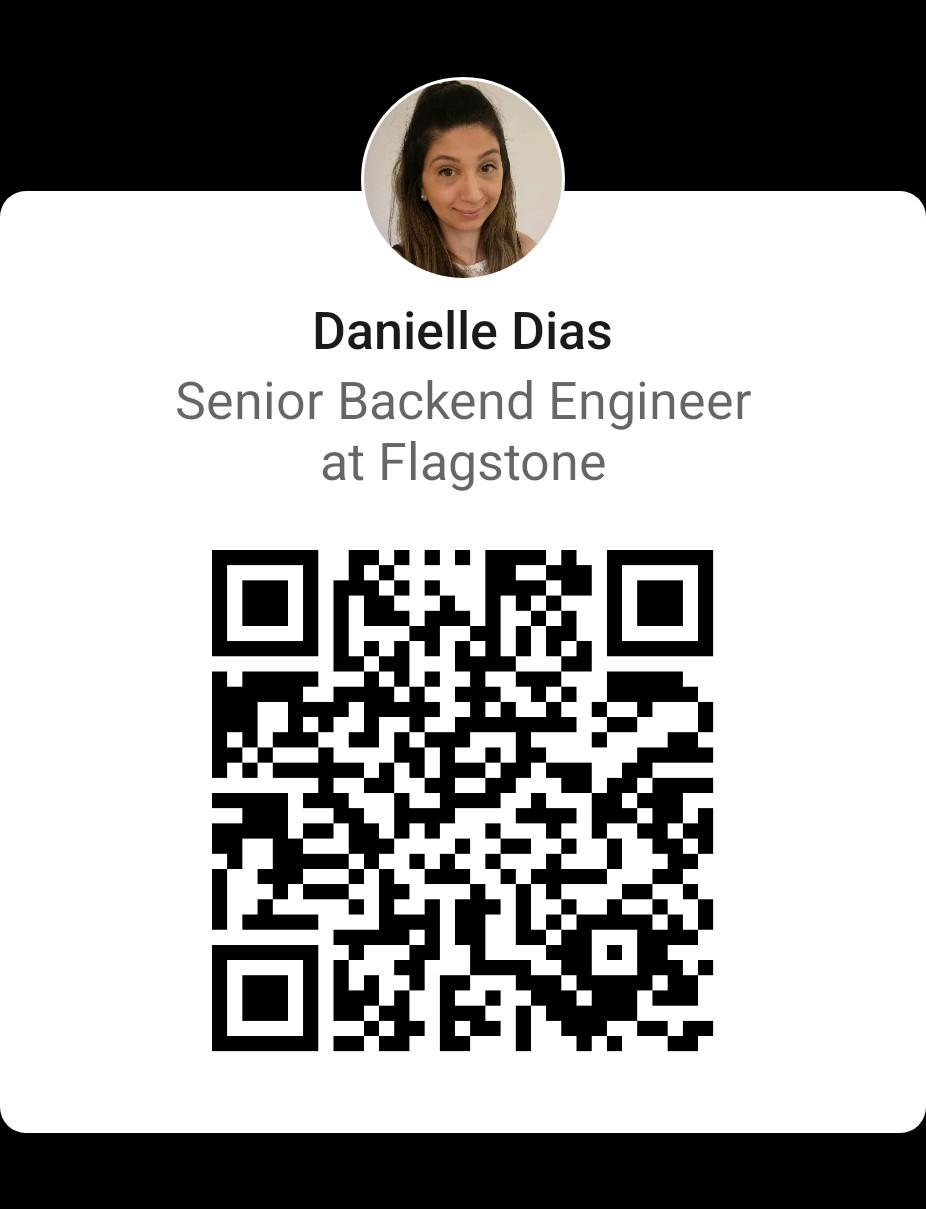 Danielle Dias
Senior Backend Engineer
at Flagstone